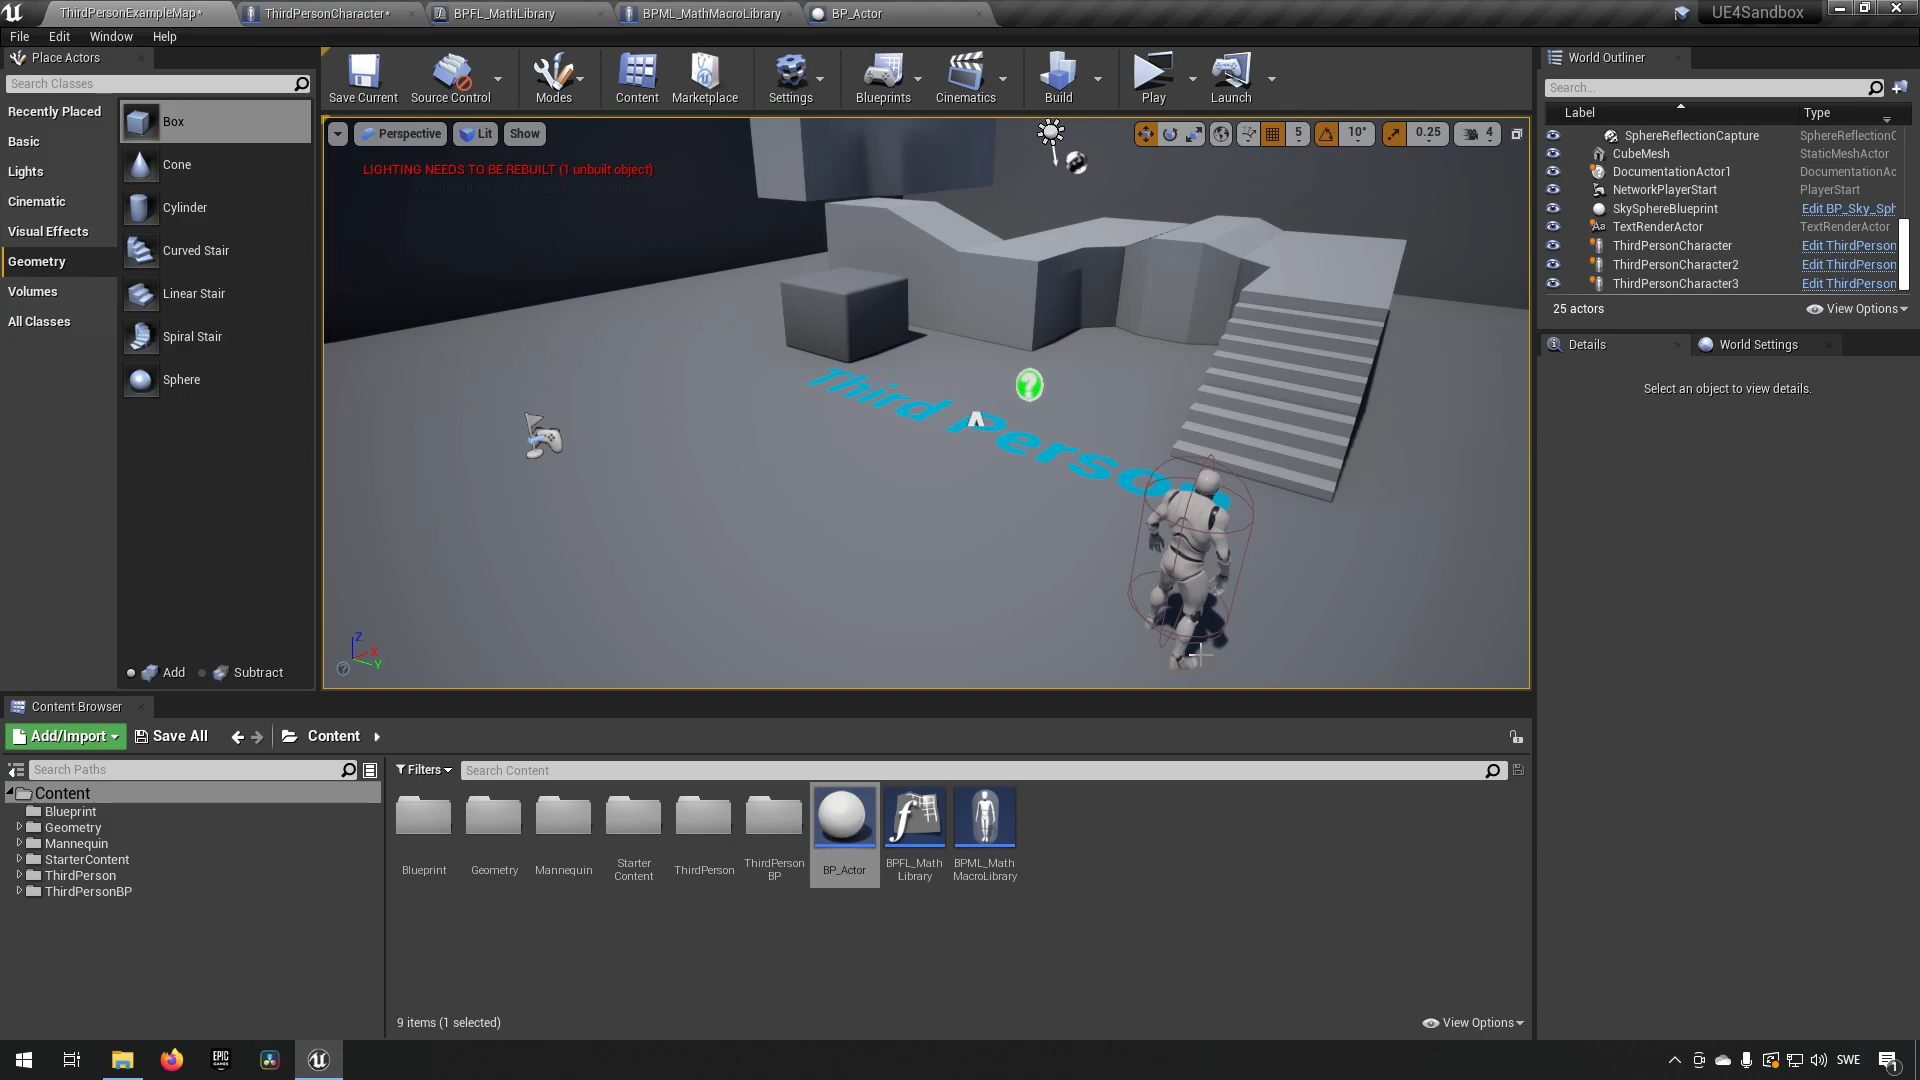 ThirdPersonExampleMap*
ThirdPersonCharacter*
BPFL_MathLibrary
BPML_MathMacroLibrary
BP_Actor
UE4Sandbox
File
Edit
Window
Help
Place Actors
Search Classes
Recently Placed
Basic
Lights
Cinematic
Visual Effects
Geometry
Volumes
All Classes
Box
Cone
Cylinder
Curved Stair
Linear Stair
Spiral Stair
Sphere
Add
Subtract
Save Current
Source Control
Modes
Content
Marketplace
Settings
Blueprints
Cinematics
Build
Play
Launch
Perspective
Lit
Show
5
10°
0.25
4
LIGHTING NEEDS TO BE REBUILT (1 unbuilt object)
Third Person
Z
X
Y
World Outliner
Search...
Label
Type
SphereReflectionCapture
SphereReflectionC
CubeMesh
StaticMeshActor
DocumentationActor1
DocumentationAc
NetworkPlayerStart
PlayerStart
SkySphereBlueprint
Edit BP_Sky_Sph
TextRenderActor
TextRenderActor
ThirdPersonCharacter
Edit ThirdPerson
ThirdPersonCharacter2
Edit ThirdPerson
ThirdPersonCharacter3
Edit ThirdPerson
25 actors
View Options
Details
World Settings
Select an object to view details.
Content Browser
Add/Import
Save All
Content
Search Paths
Filters
Search Content
Content
Blueprint
Geometry
Mannequin
StarterContent
ThirdPerson
ThirdPersonBP
Blueprint
Geometry
Mannequin
Starter
Content
ThirdPerson
ThirdPerson
BP
BP_Actor
BPFL_Math
Library
BPML_Math
MacroLibrary
9 items (1 selected)
View Options
EPIC
GAMES
SWE
1